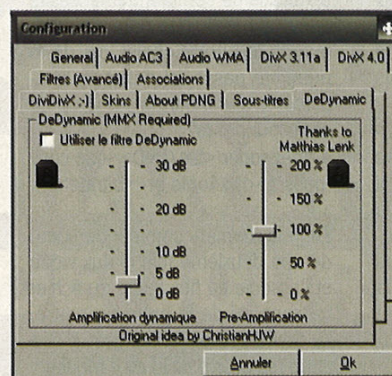 Configuration
General Audio AC3 Audio WMA DivX 3.11a DivX 4.0
Filtres (Avancé) Associations
DiviDivX ;-) Skins About PDNG Sous-titres DeDynamic
DeDynamic (MMX Required)
Utiliser le filtre DeDynamic
Thanks to
Matthias Lenk
30 dB
20 dB
10 dB
5 dB
0 dB
Amplification dynamique
200 %
150 %
100 %
50 %
0 %
Pre-Amplification
Original idea by ChristianHJW
Annuler Ok